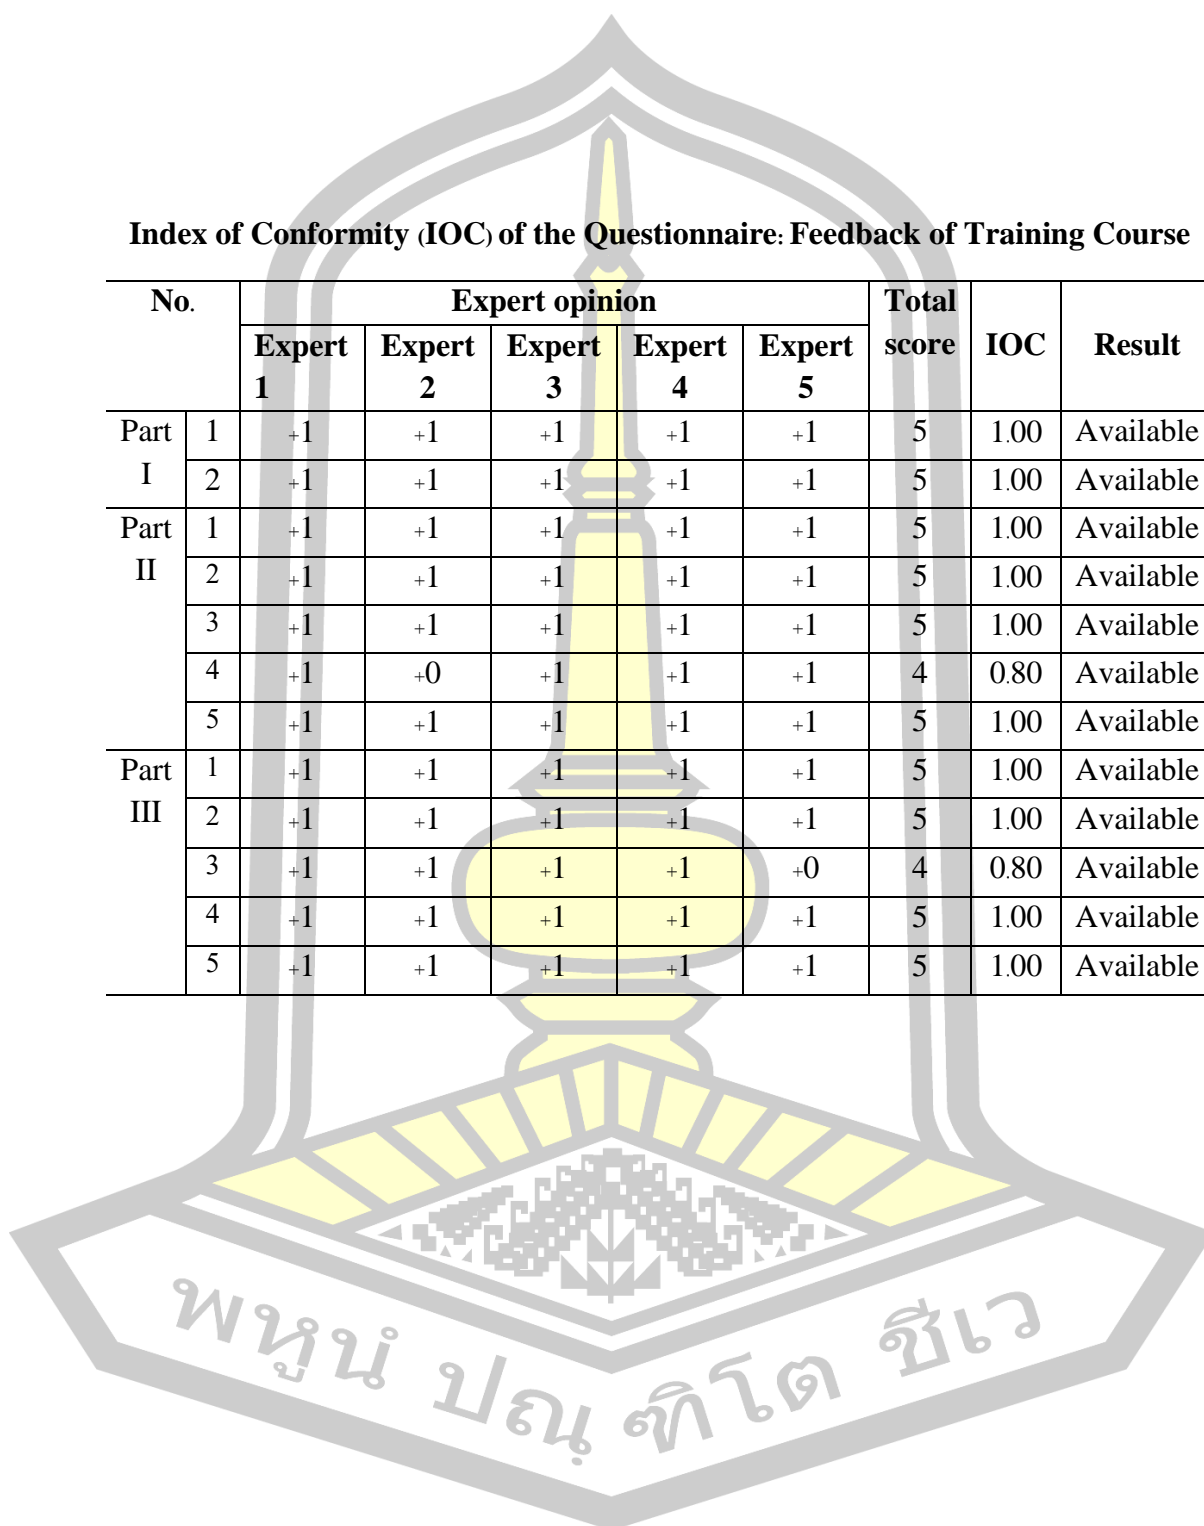 Index of Conformity (IOC) of the Questionnaire: Feedback of Training Course
No. Expert opinion Total score IOC Result
Expert 1 Expert 2 Expert 3 Expert 4 Expert 5
Part I 1 +1 +1 +1 +1 +1 5 1.00 Available
2 +1 +1 +1 +1 +1 5 1.00 Available
Part II 1 +1 +1 +1 +1 +1 5 1.00 Available
2 +1 +1 +1 +1 +1 5 1.00 Available
3 +1 +1 +1 +1 +1 5 1.00 Available
4 +1 +0 +1 +1 +1 4 0.80 Available
5 +1 +1 +1 +1 +1 5 1.00 Available
Part III 1 +1 +1 +1 +1 +1 5 1.00 Available
2 +1 +1 +1 +1 +1 5 1.00 Available
3 +1 +1 +1 +1 +0 4 0.80 Available
4 +1 +1 +1 +1 +1 5 1.00 Available
5 +1 +1 +1 +1 +1 5 1.00 Available
พหูนํ ปณฺฑิโต ชีเว